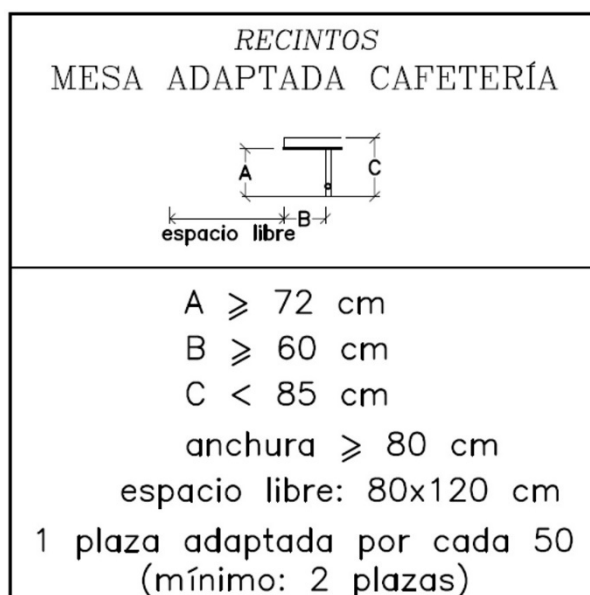 RECINTOS
MESA ADAPTADA CAFETERÍA
A
C
B
espacio libre
A ⩾ 72 cm
B ⩾ 60 cm
C < 85 cm
anchura ⩾ 80 cm
espacio libre: 80x120 cm
1 plaza adaptada por cada 50
(mínimo: 2 plazas)